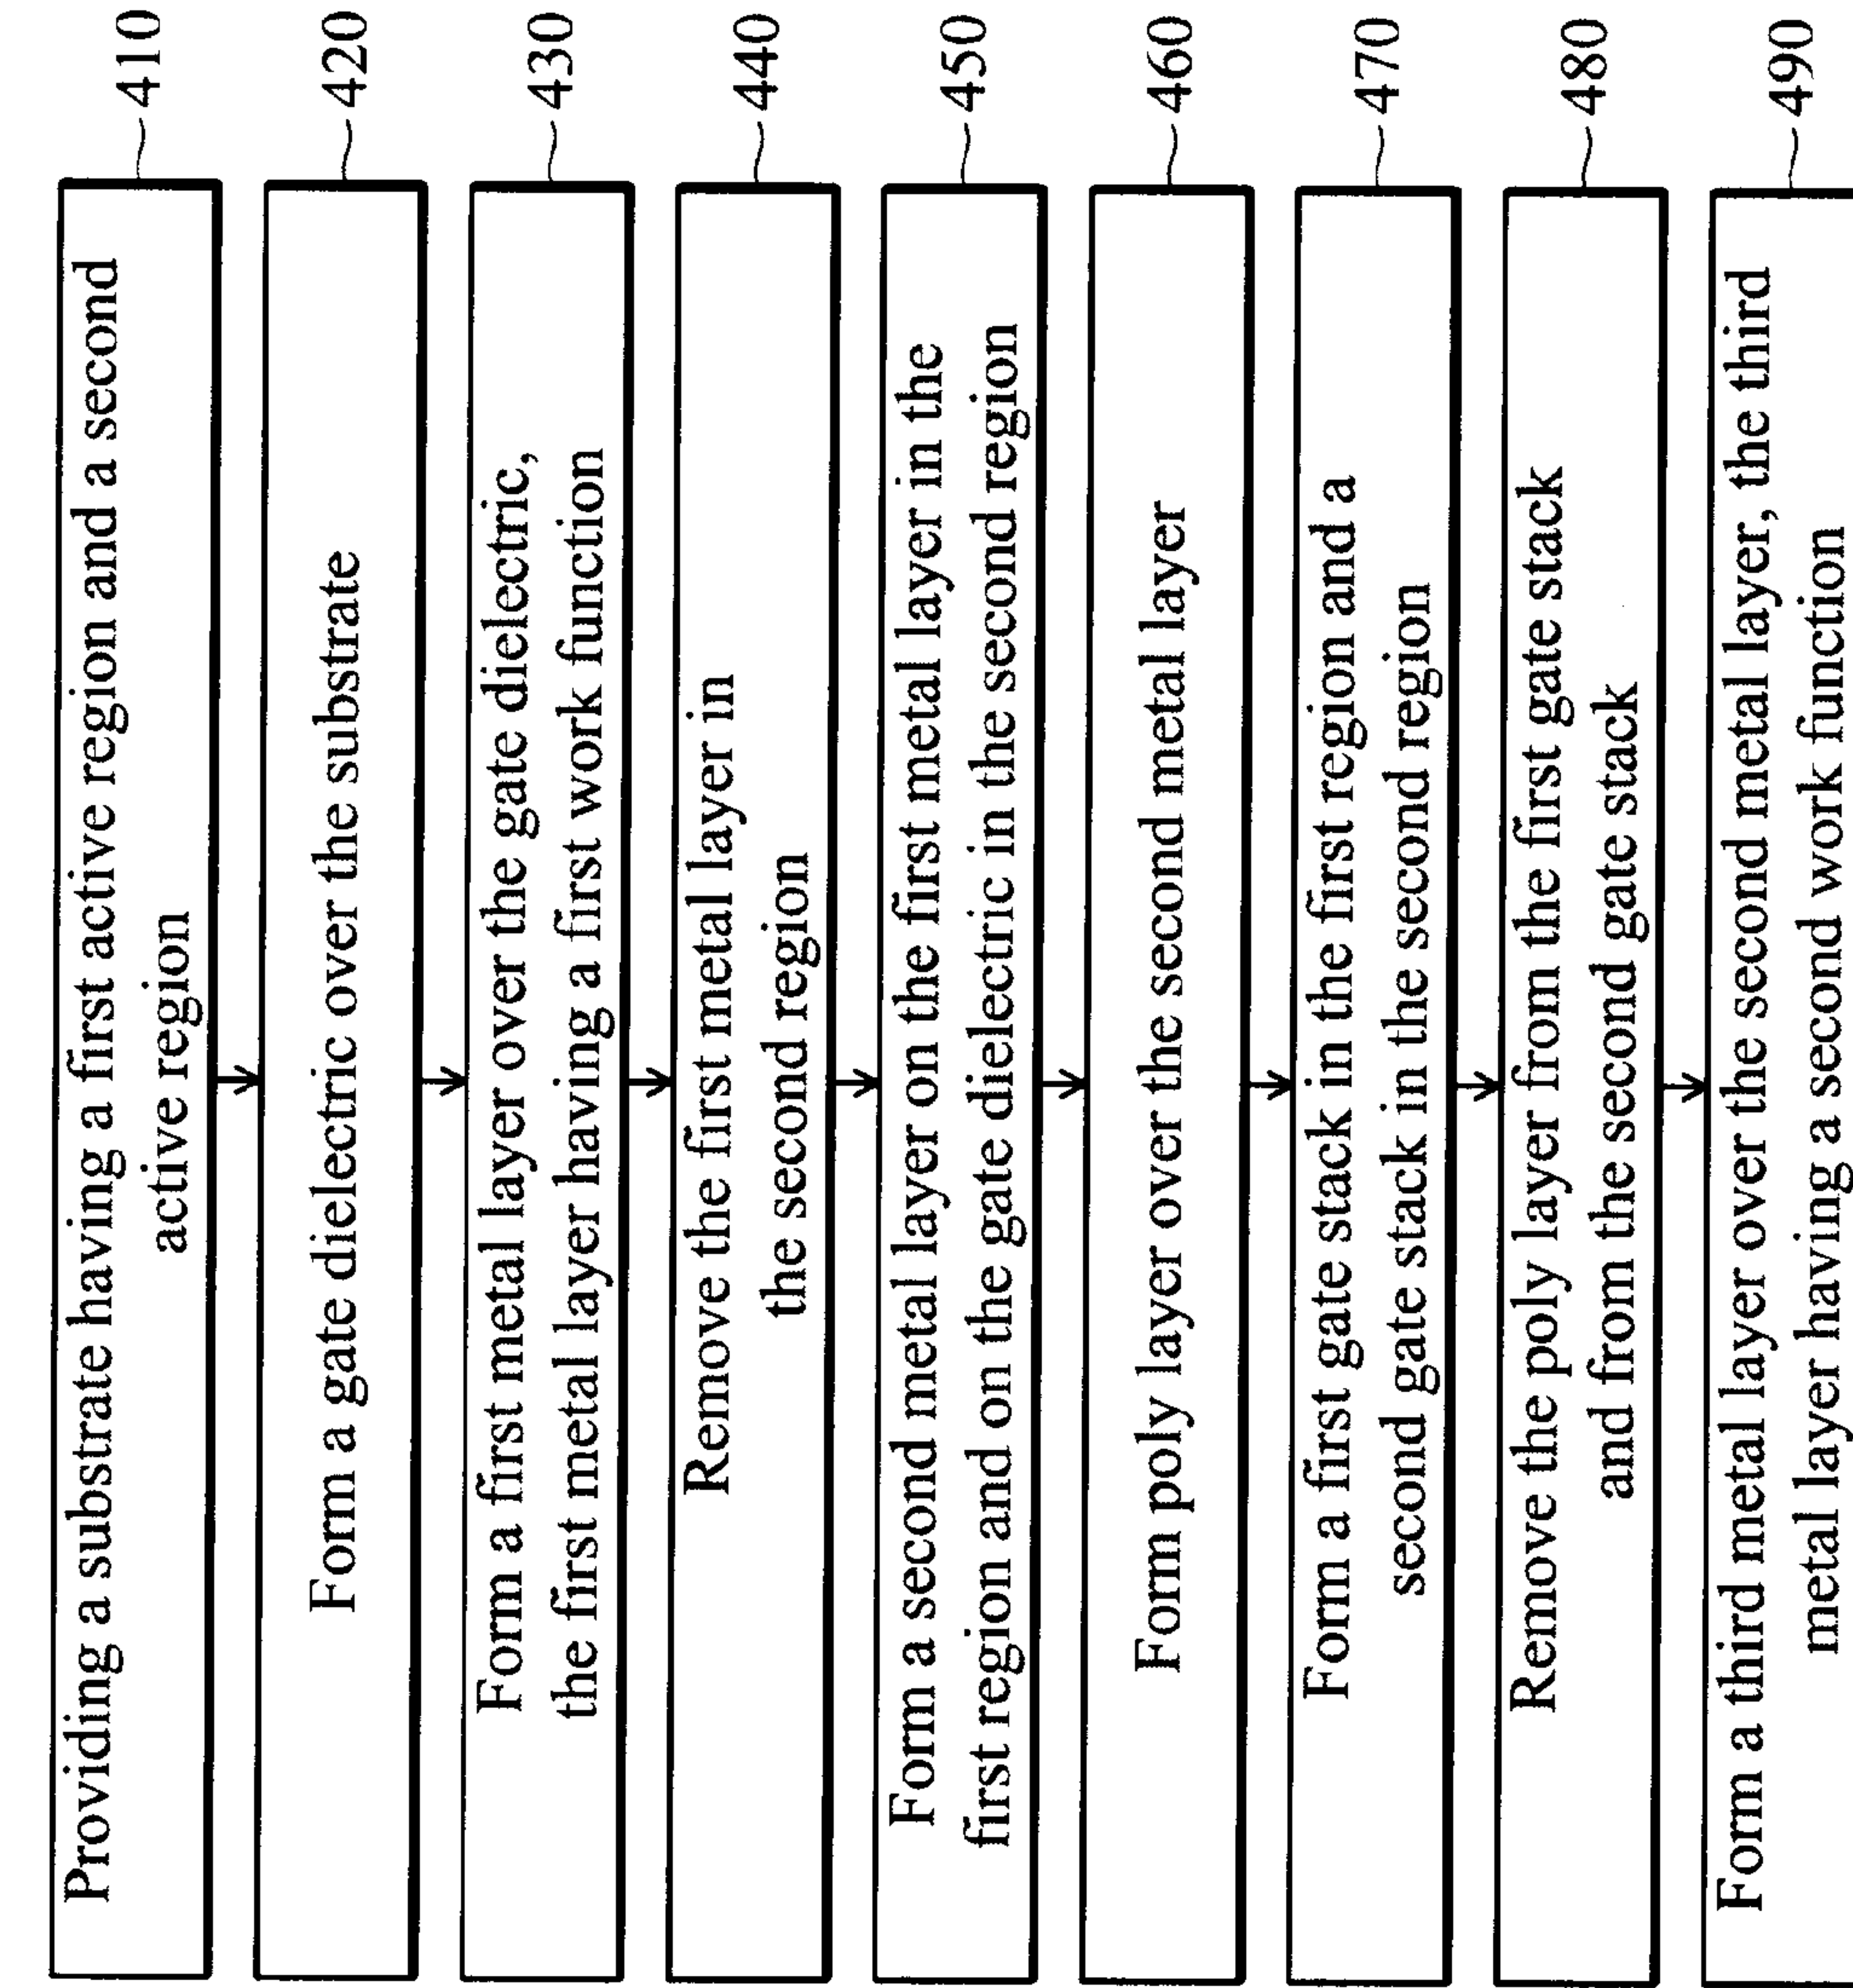 Providing a substrate having a first active region and a second
active region
410
Form a gate dielectric over the substrate
420
Form a first metal layer over the gate dielectric,
the first metal layer having a first work function
430
Remove the first metal layer in
the second region
440
Form a second metal layer on the first metal layer in the
first region and on the gate dielectric in the second region
450
Form poly layer over the second metal layer
460
Form a first gate stack in the first region and a
second gate stack in the second region
470
Remove the poly layer from the first gate stack
and from the second gate stack
480
Form a third metal layer over the second metal layer, the third
metal layer having a second work function
490